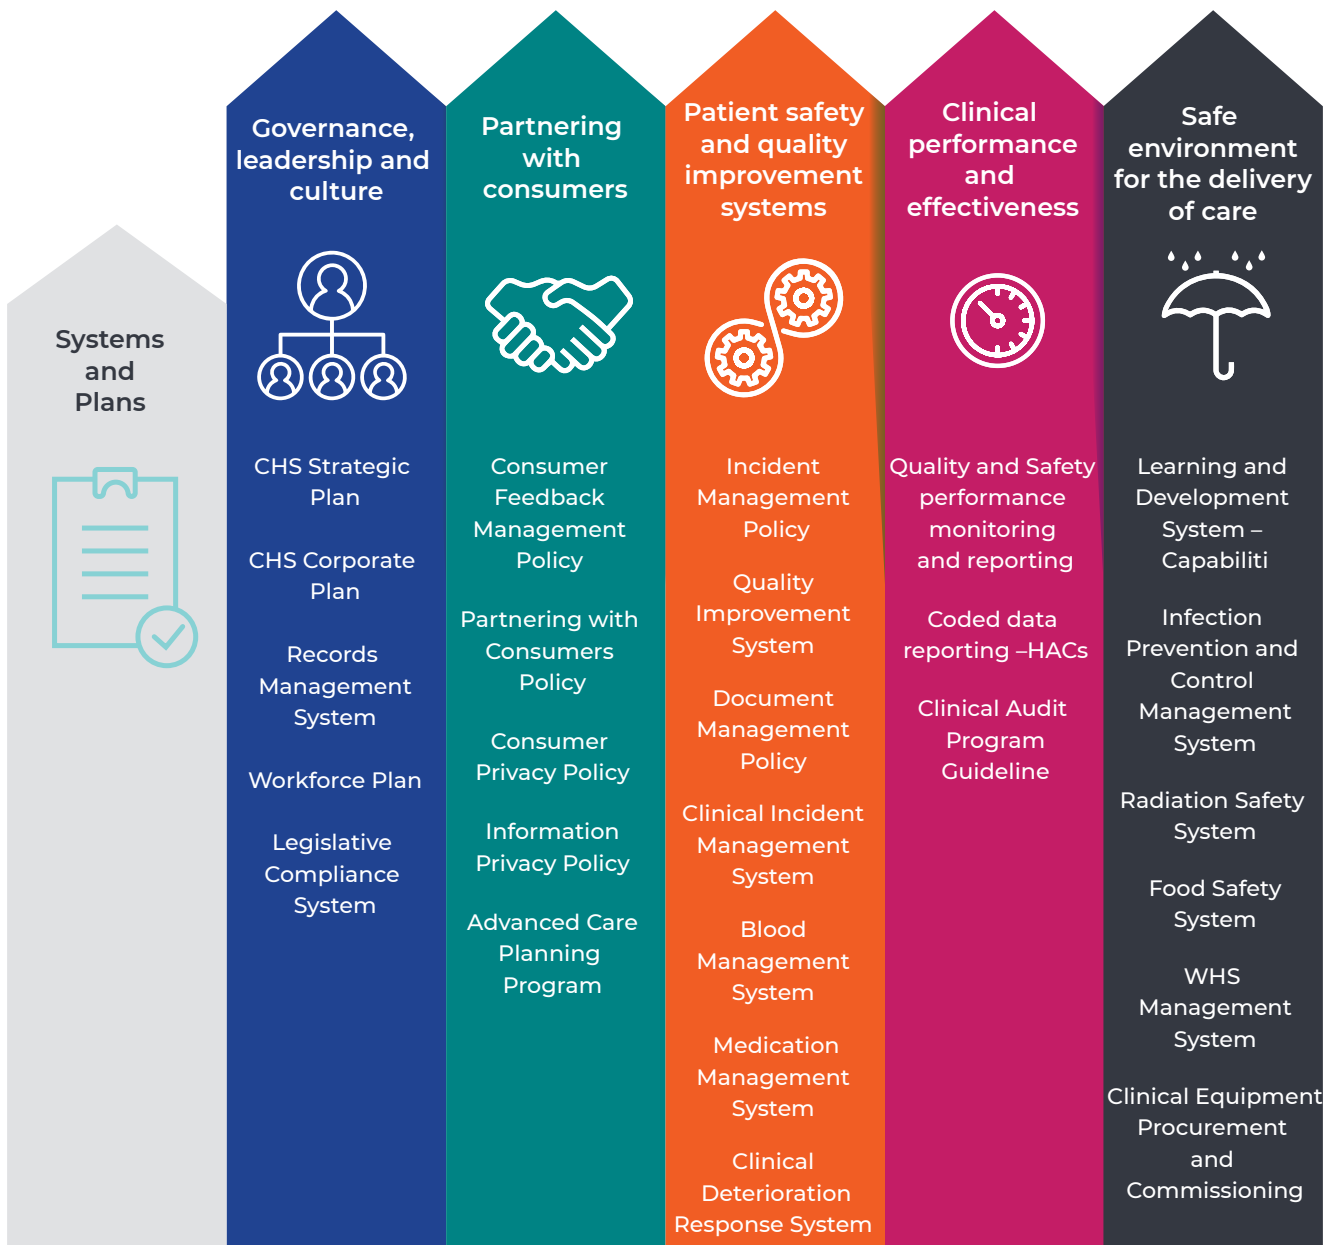 Systems
and
Plans
Governance,
leadership and
culture
CHS Strategic
Plan
CHS Corporate
Plan
Records
Management
System
Workforce Plan
Legislative
Compliance
System
Partnering
with
consumers
Consumer
Feedback
Management
Policy
Partnering with
Consumers
Policy
Consumer
Privacy Policy
Information
Privacy Policy
Advanced Care
Planning
Program
Patient safety
and quality
improvement
systems
Incident
Management
Policy
Quality
Improvement
System
Document
Management
Policy
Clinical Incident
Management
System
Blood
Management
System
Medication
Management
System
Clinical
Deterioration
Response System
Clinical
performance
and
effectiveness
Quality and Safety
performance
monitoring
and reporting
Coded data
reporting –HACs
Clinical Audit
Program
Guideline
Safe
environment
for the delivery
of care
Learning and
Development
System –
Capabiliti
Infection
Prevention and
Control
Management
System
Radiation Safety
System
Food Safety
System
WHS
Management
System
Clinical Equipment
Procurement
and
Commissioning